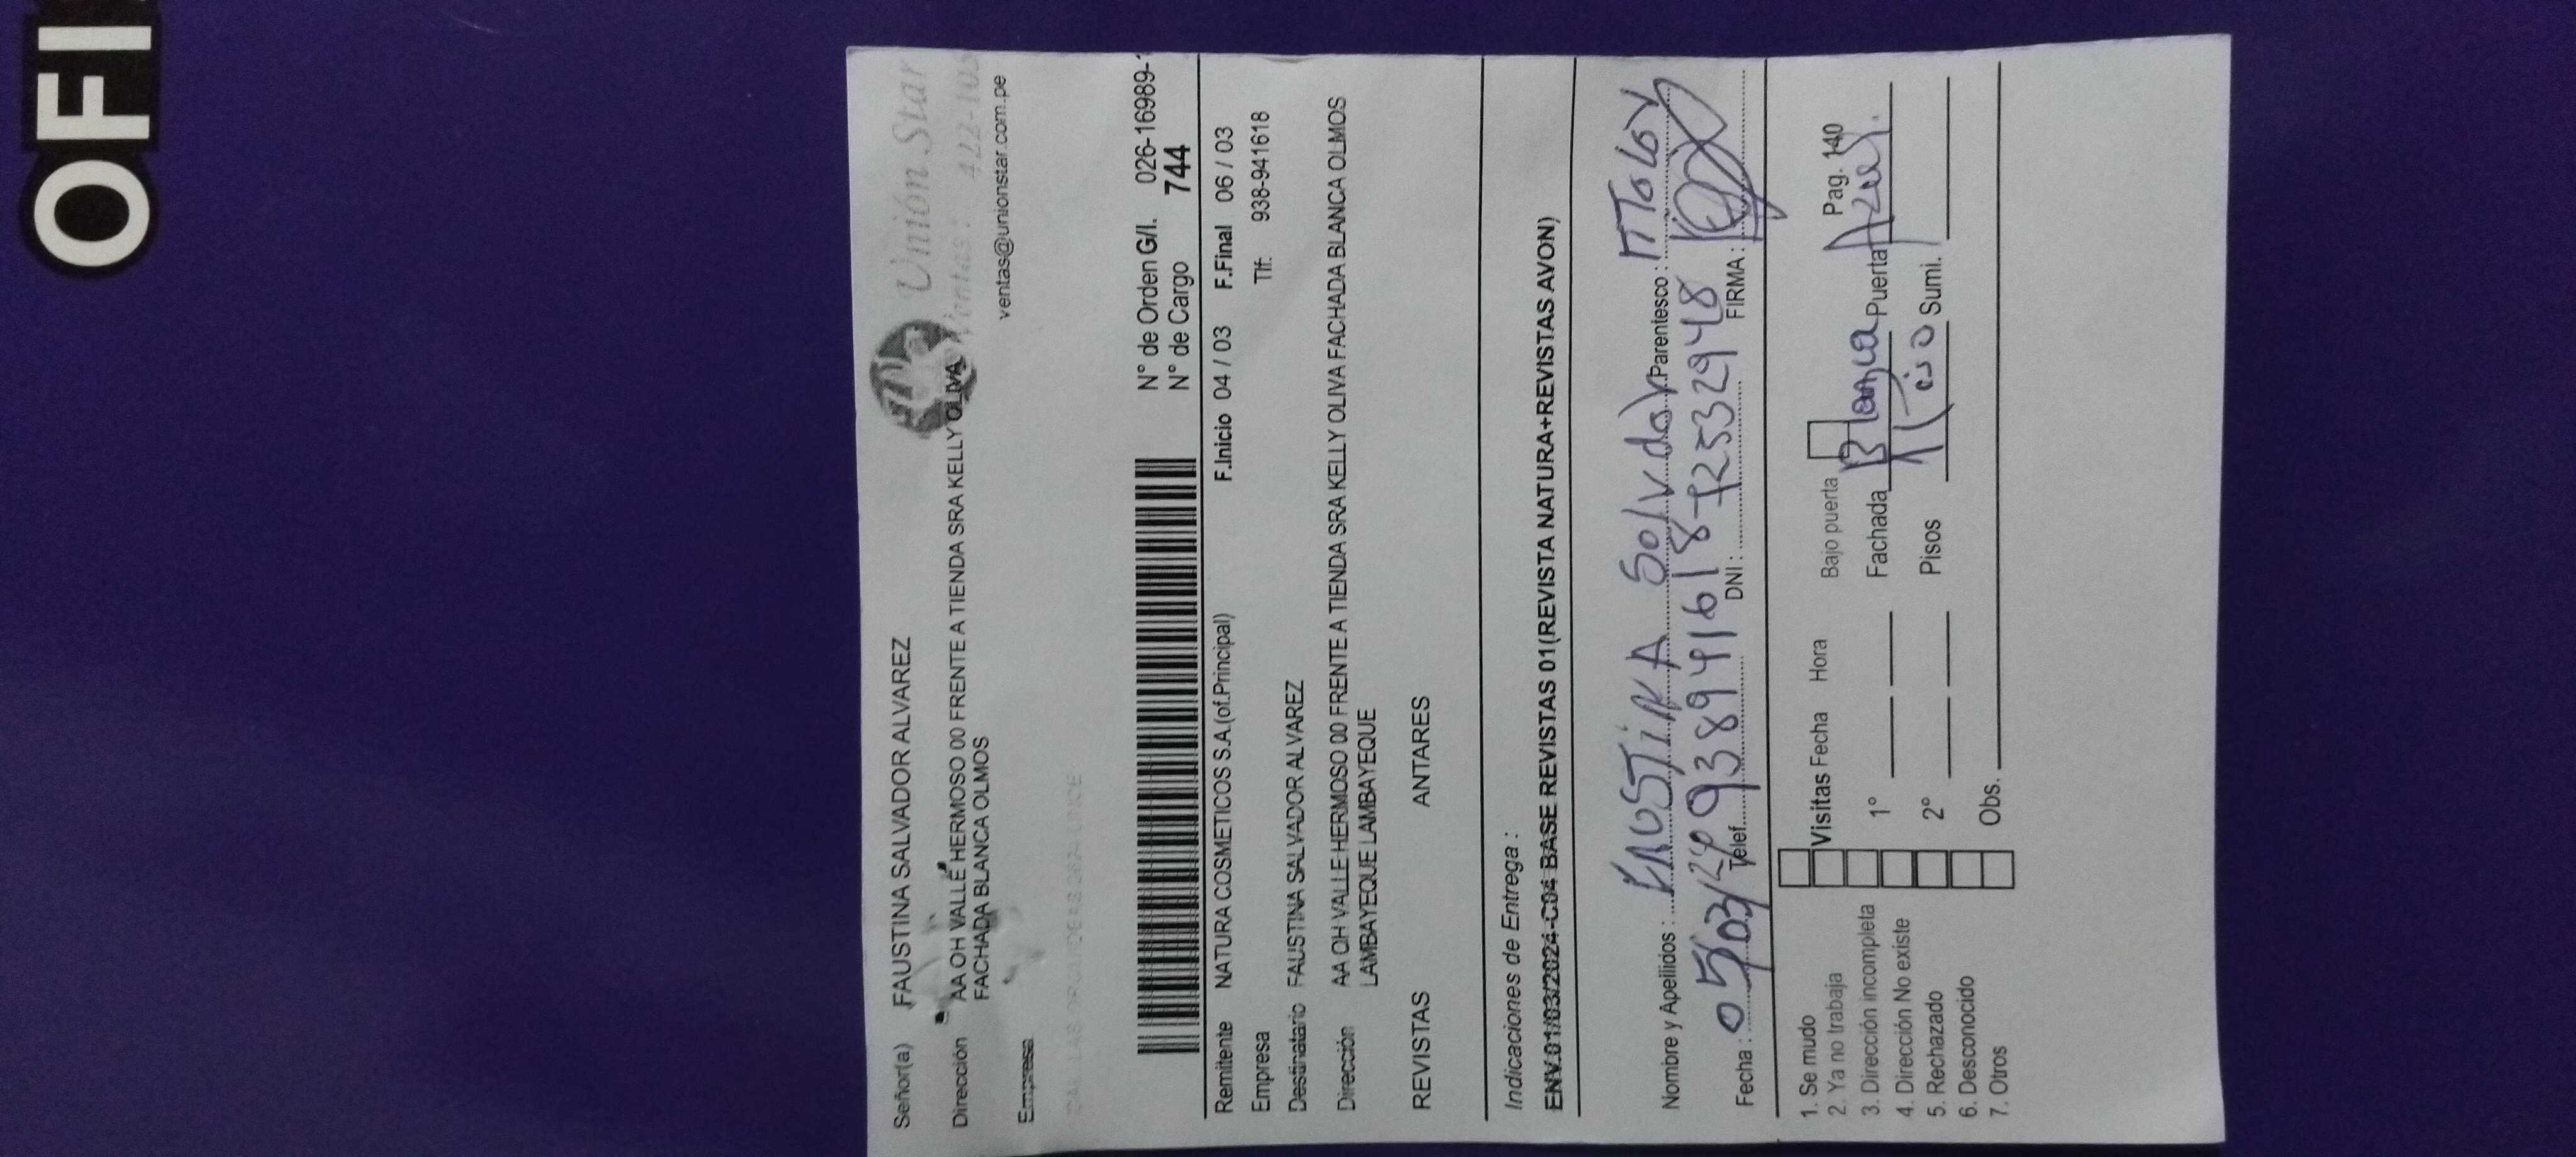 OFI
Unión Star
Ventas: 422-103
ventas@unionstar.com.pe
Señor(a) FAUSTINA SALVADOR ALVAREZ
Dirección AA OH VALLE HERMOSO 00 FRENTE A TIENDA SRA KELLY OLIVA
FACHADA BLANCA OLMOS
Empresa
N° de Orden G/I. 026-16989-
N° de Cargo 744
Remitente NATURA COSMETICOS S.A.(of.Principal) F.Inicio 04 / 03 F.Final 06 / 03
Empresa Tlf: 938-941618
Destinatario FAUSTINA SALVADOR ALVAREZ
Dirección AA OH VALLE HERMOSO 00 FRENTE A TIENDA SRA KELLY OLIVA FACHADA BLANCA OLMOS
LAMBAYEQUE LAMBAYEQUE
REVISTAS ANTARES
Indicaciones de Entrega :
ENV.01/03/2024-C04 BASE REVISTAS 01(REVISTA NATURA+REVISTAS AVON)
Nombre y Apellidos : FAUSTINA Salvador Parentesco : TTolov
Fecha : 05/03/24 Telef. 938941618 DNI : 72532948 FIRMA :
1. Se mudo
2. Ya no trabaja
3. Dirección incompleta
4. Dirección No existe
5. Rechazado
6. Desconocido
7. Otros
Visitas Fecha Hora Bajo puerta Pag. 140
1° Fachada Blanca Puerta Azul.
2° Pisos 1 Piso Sumi.
Obs.